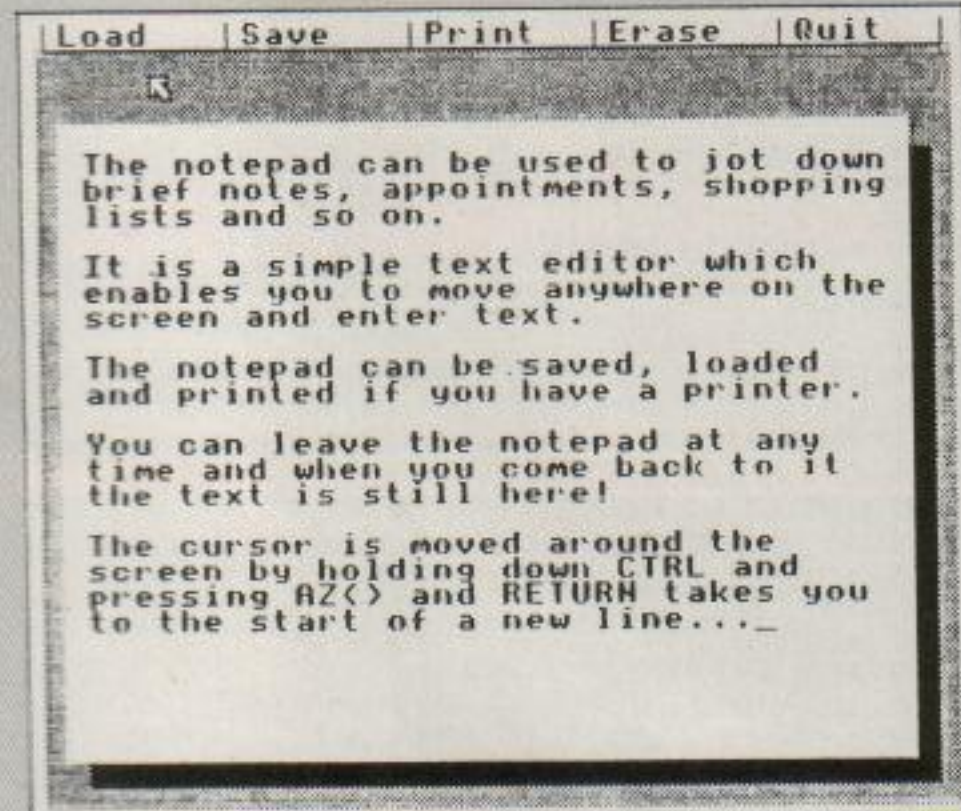 |Load |Save |Print |Erase |Quit |
The notepad can be used to jot down
brief notes, appointments, shopping
lists and so on.
It is a simple text editor which
enables you to move anywhere on the
screen and enter text.
The notepad can be saved, loaded
and printed if you have a printer.
You can leave the notepad at any
time and when you come back to it
the text is still here!
The cursor is moved around the
screen by holding down CTRL and
pressing AZ<> and RETURN takes you
to the start of a new line..._